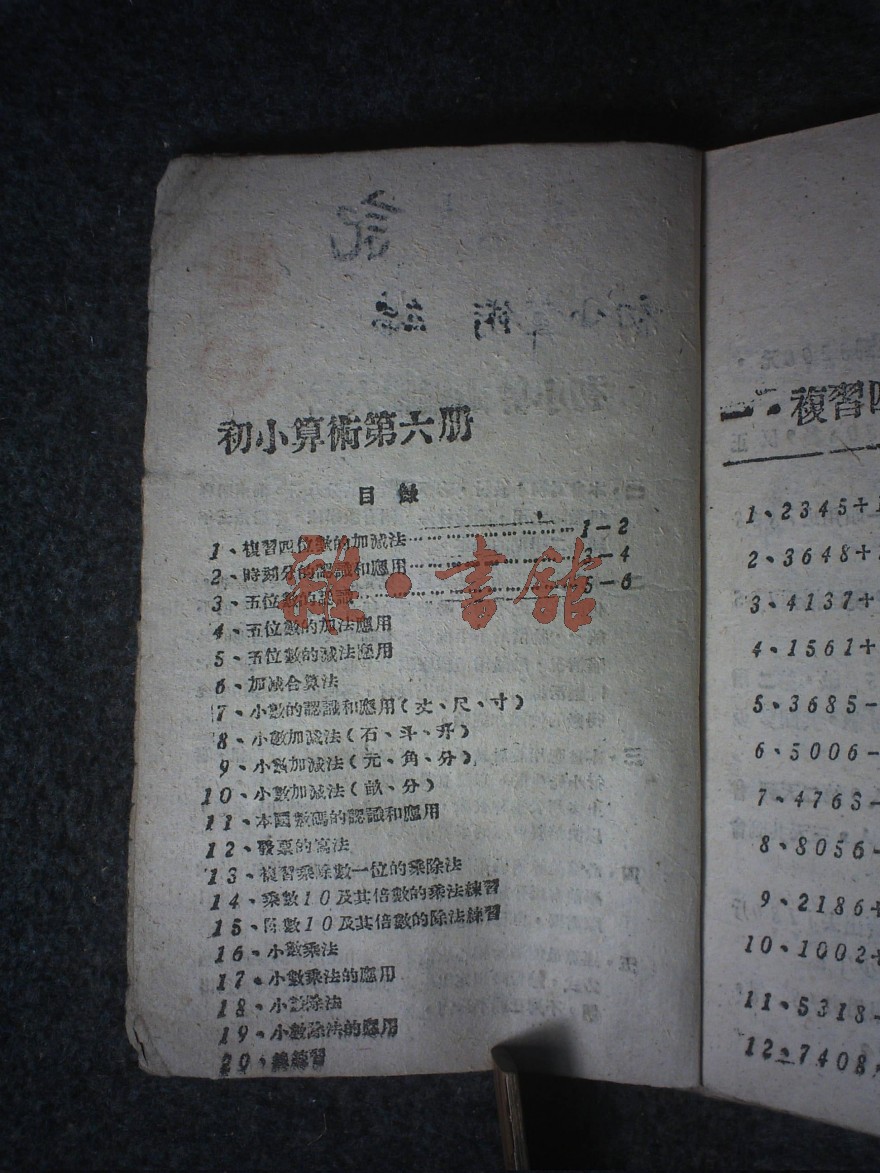 初小算術第六册
目錄
1、複習四位數的加減法……………………1—2
2、時刻分的認識和應用……………………3—4
3、五位數的認識……………………5—6
4、五位數的加法應用
5、五位數的減法應用
6、加減合算法
7、小數的認識和應用(丈、尺、寸)
8、小數加減法(石、斗、升)
9、小數加減法(元、角、分)
10、小數加減法(畝、分)
11、本國數碼的認識和應用
12、發票的寫法
13、複習乘除數一位的乘除法
14、乘數10及其倍數的乘法練習
15、除數10及其倍數的除法練習
16、小數乘法
17、小數乘法的應用
18、小數除法
19、小數除法的應用
20、總練習
雜·書館
一、複習四
1、2345+1
2、3648+
3、4137+
4、1561+
5、3685-
6、5006-
7、4763-
8、8056-
9、2186+
10、1002+
11、5318-
12、7408